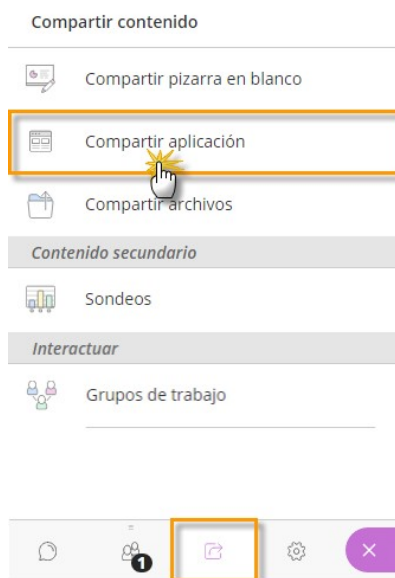 Compartir contenido
Compartir pizarra en blanco
Compartir aplicación
Compartir archivos
Contenido secundario
Sondeos
Interactuar
Grupos de trabajo
1